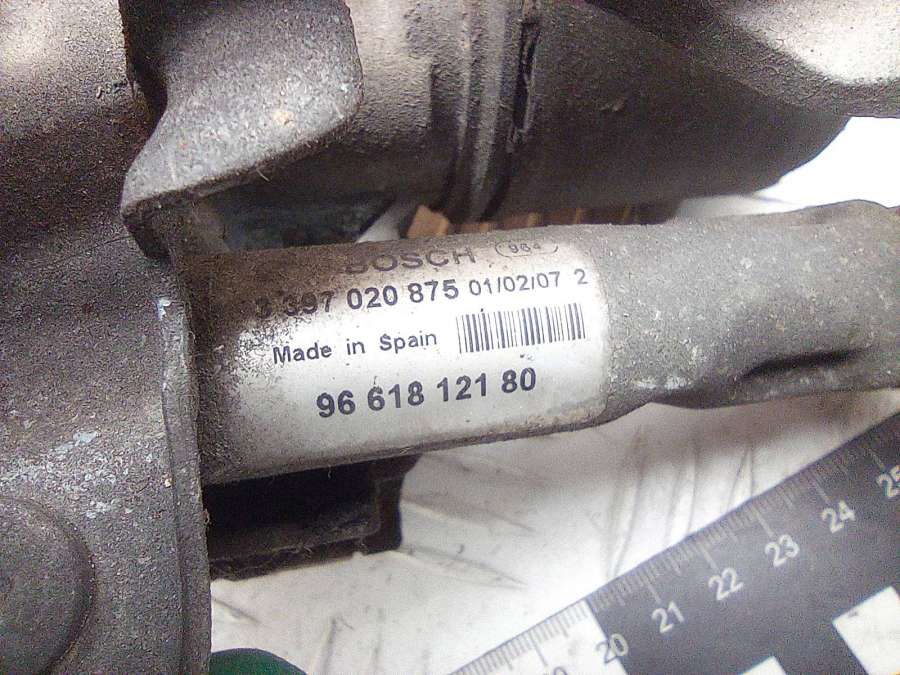 BOSCH 964
3 397 020 875 01/02/07 2
Made in Spain
96 618 121 80
20 21 22 23 24 25